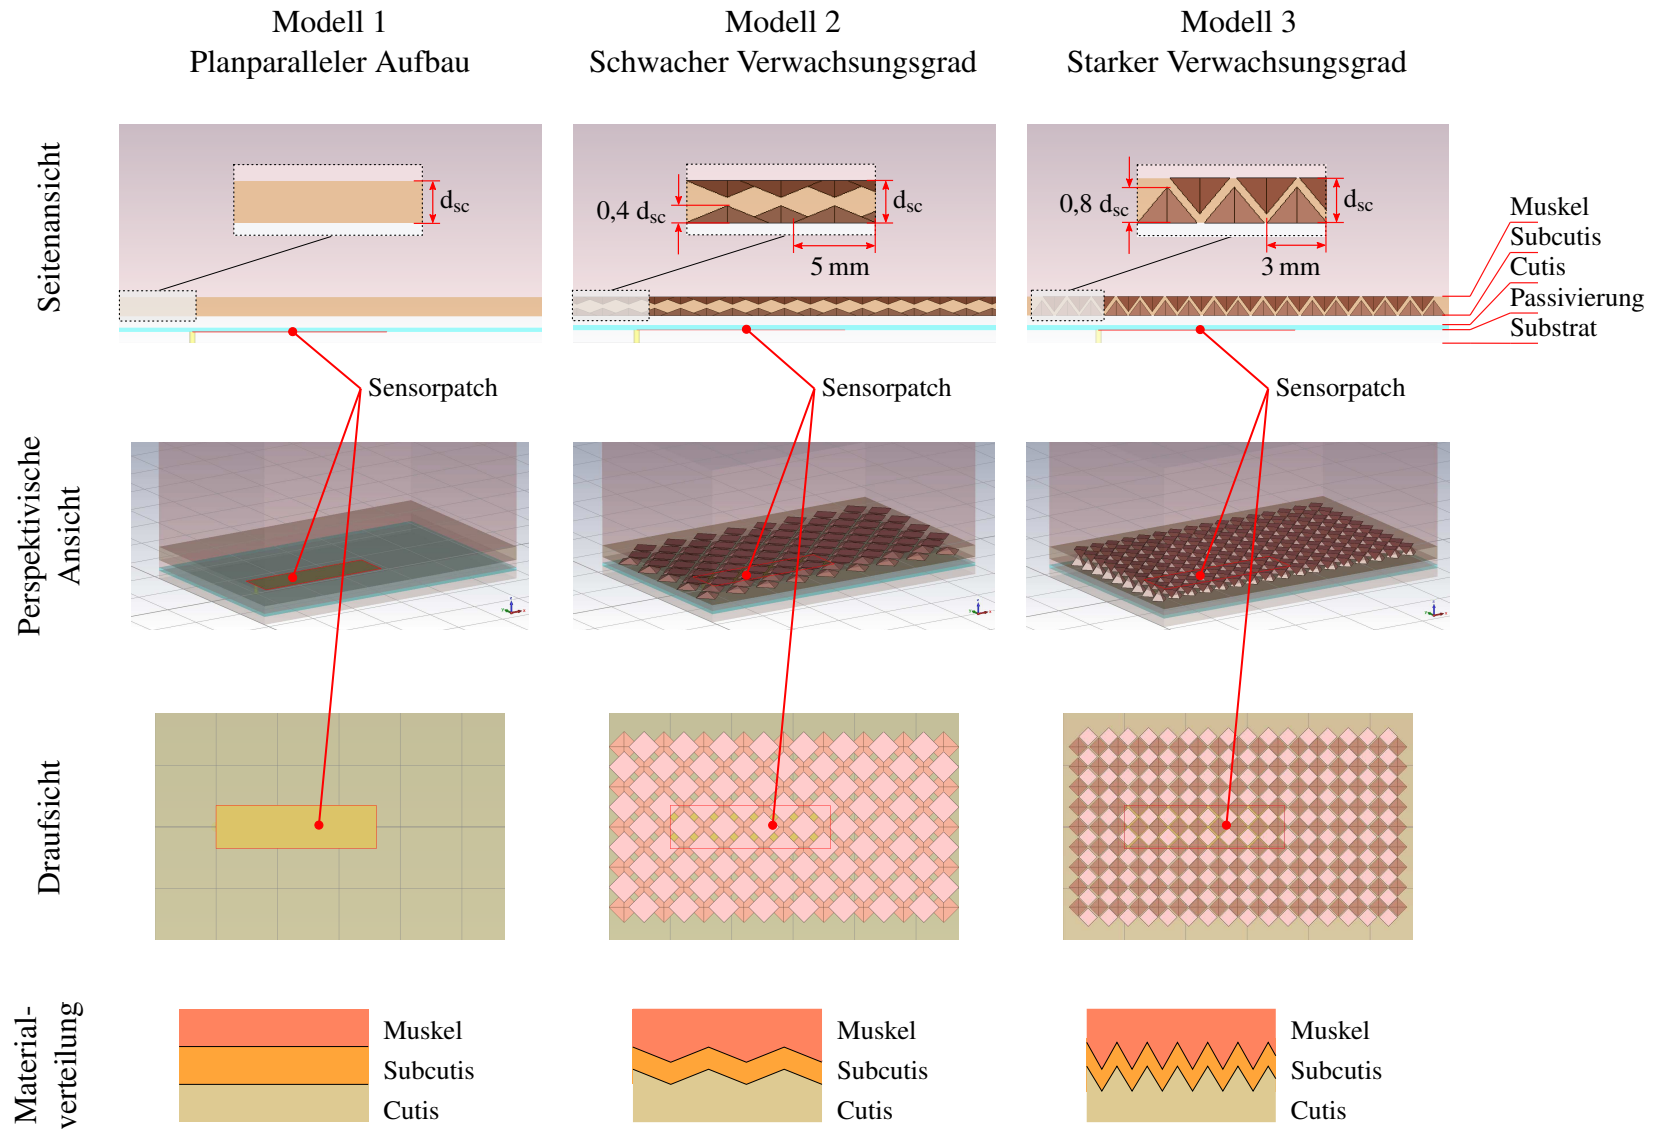 Modell 1
Planparalleler Aufbau
Modell 2
Schwacher Verwachsungsgrad
Modell 3
Starker Verwachsungsgrad
Seitenansicht
dsc
0,4 dsc
dsc
5 mm
0,8 dsc
dsc
3 mm
Muskel
Subcutis
Cutis
Passivierung
Substrat
Sensorpatch
Sensorpatch
Sensorpatch
Perspektivische
Ansicht
Draufsicht
Material-
verteilung
Muskel
Subcutis
Cutis
Muskel
Subcutis
Cutis
Muskel
Subcutis
Cutis